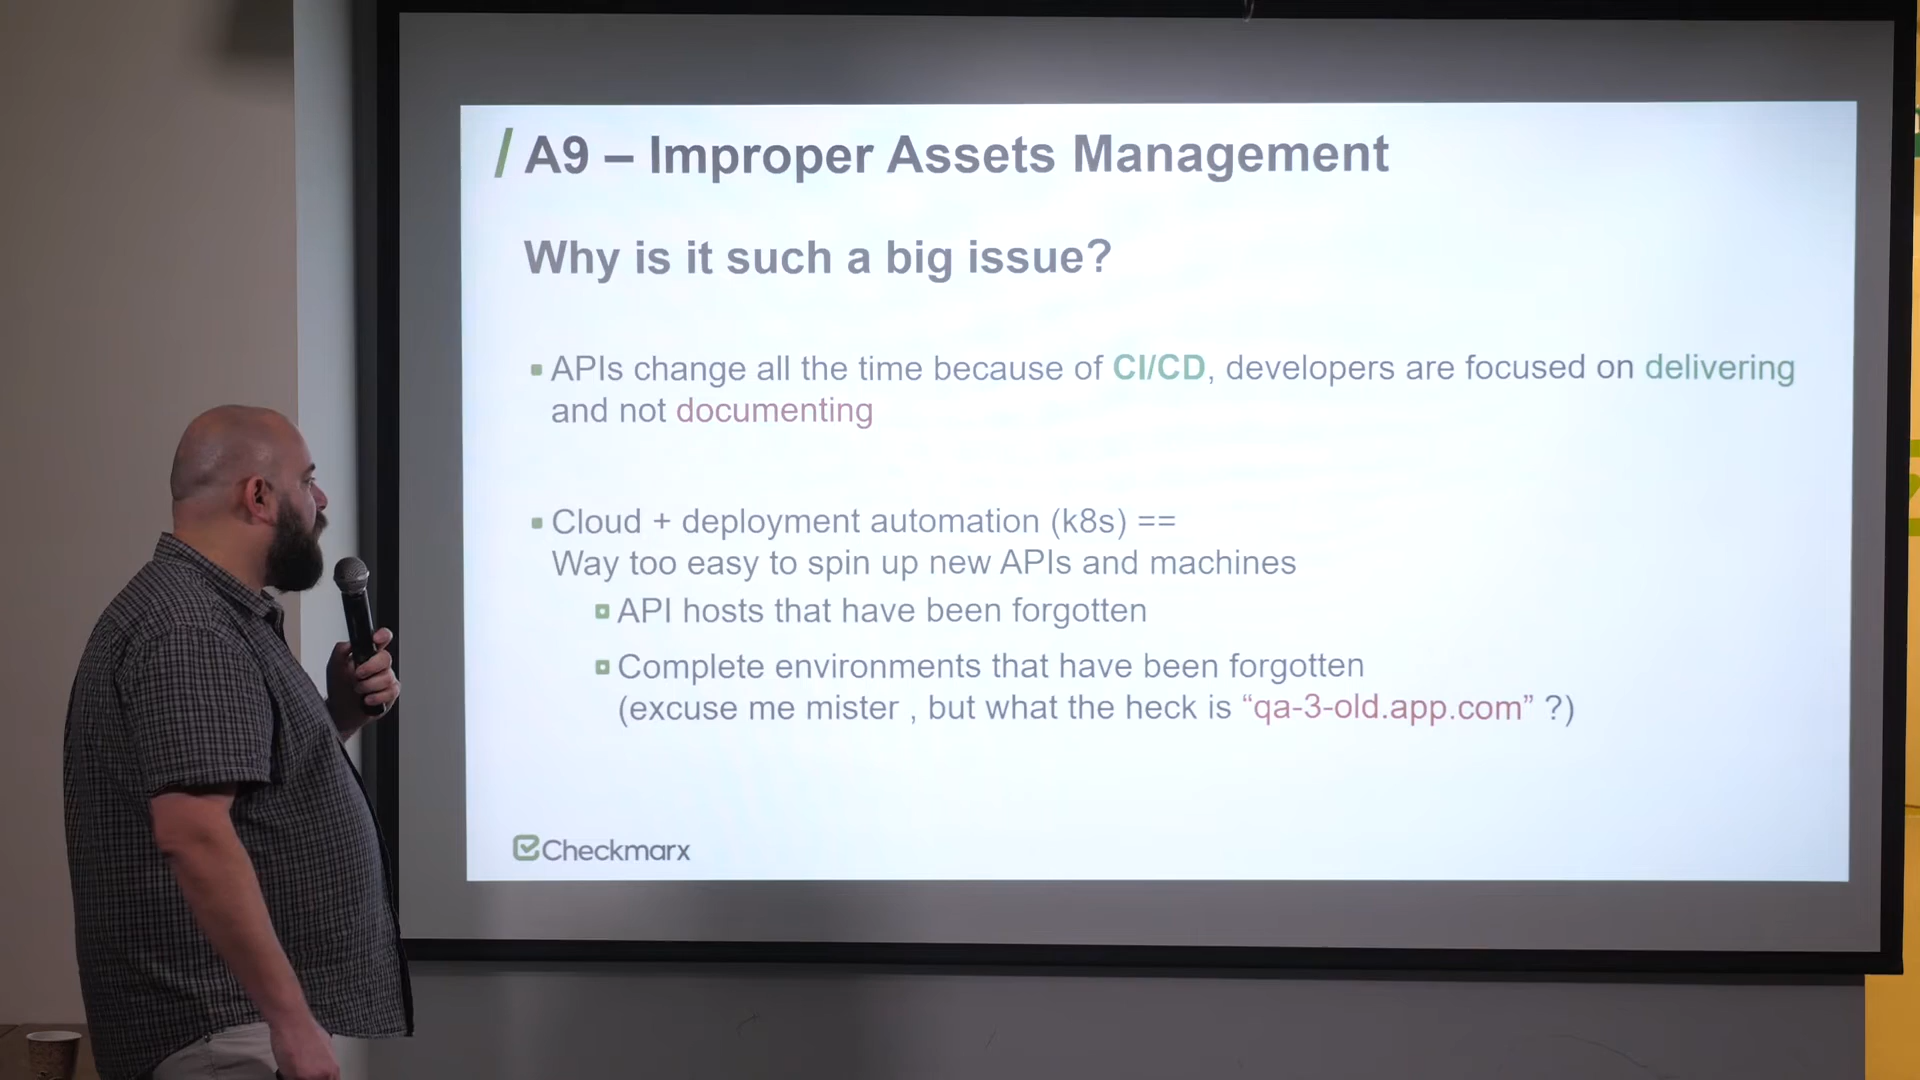 / A9 – Improper Assets Management
Why is it such a big issue?
▪ APIs change all the time because of CI/CD, developers are focused on delivering
and not documenting
▪ Cloud + deployment automation (k8s) ==
Way too easy to spin up new APIs and machines
▫ API hosts that have been forgotten
▫ Complete environments that have been forgotten
(excuse me mister , but what the heck is “qa-3-old.app.com” ?)
Checkmarx